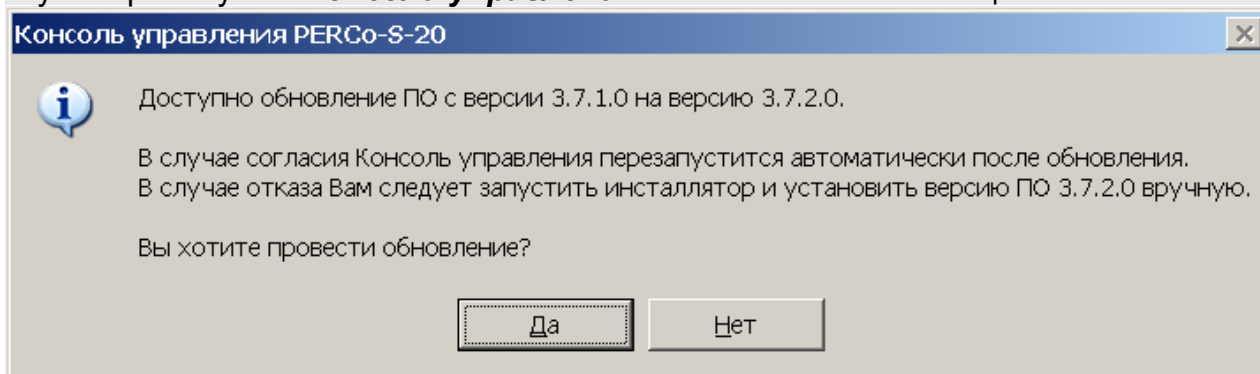 Консоль управления PERCo-S-20
Доступно обновление ПО с версии 3.7.1.0 на версию 3.7.2.0.
В случае согласия Консоль управления перезапустится автоматически после обновления.
В случае отказа Вам следует запустить инсталлятор и установить версию ПО 3.7.2.0 вручную.
Вы хотите провести обновление?
Да
Нет